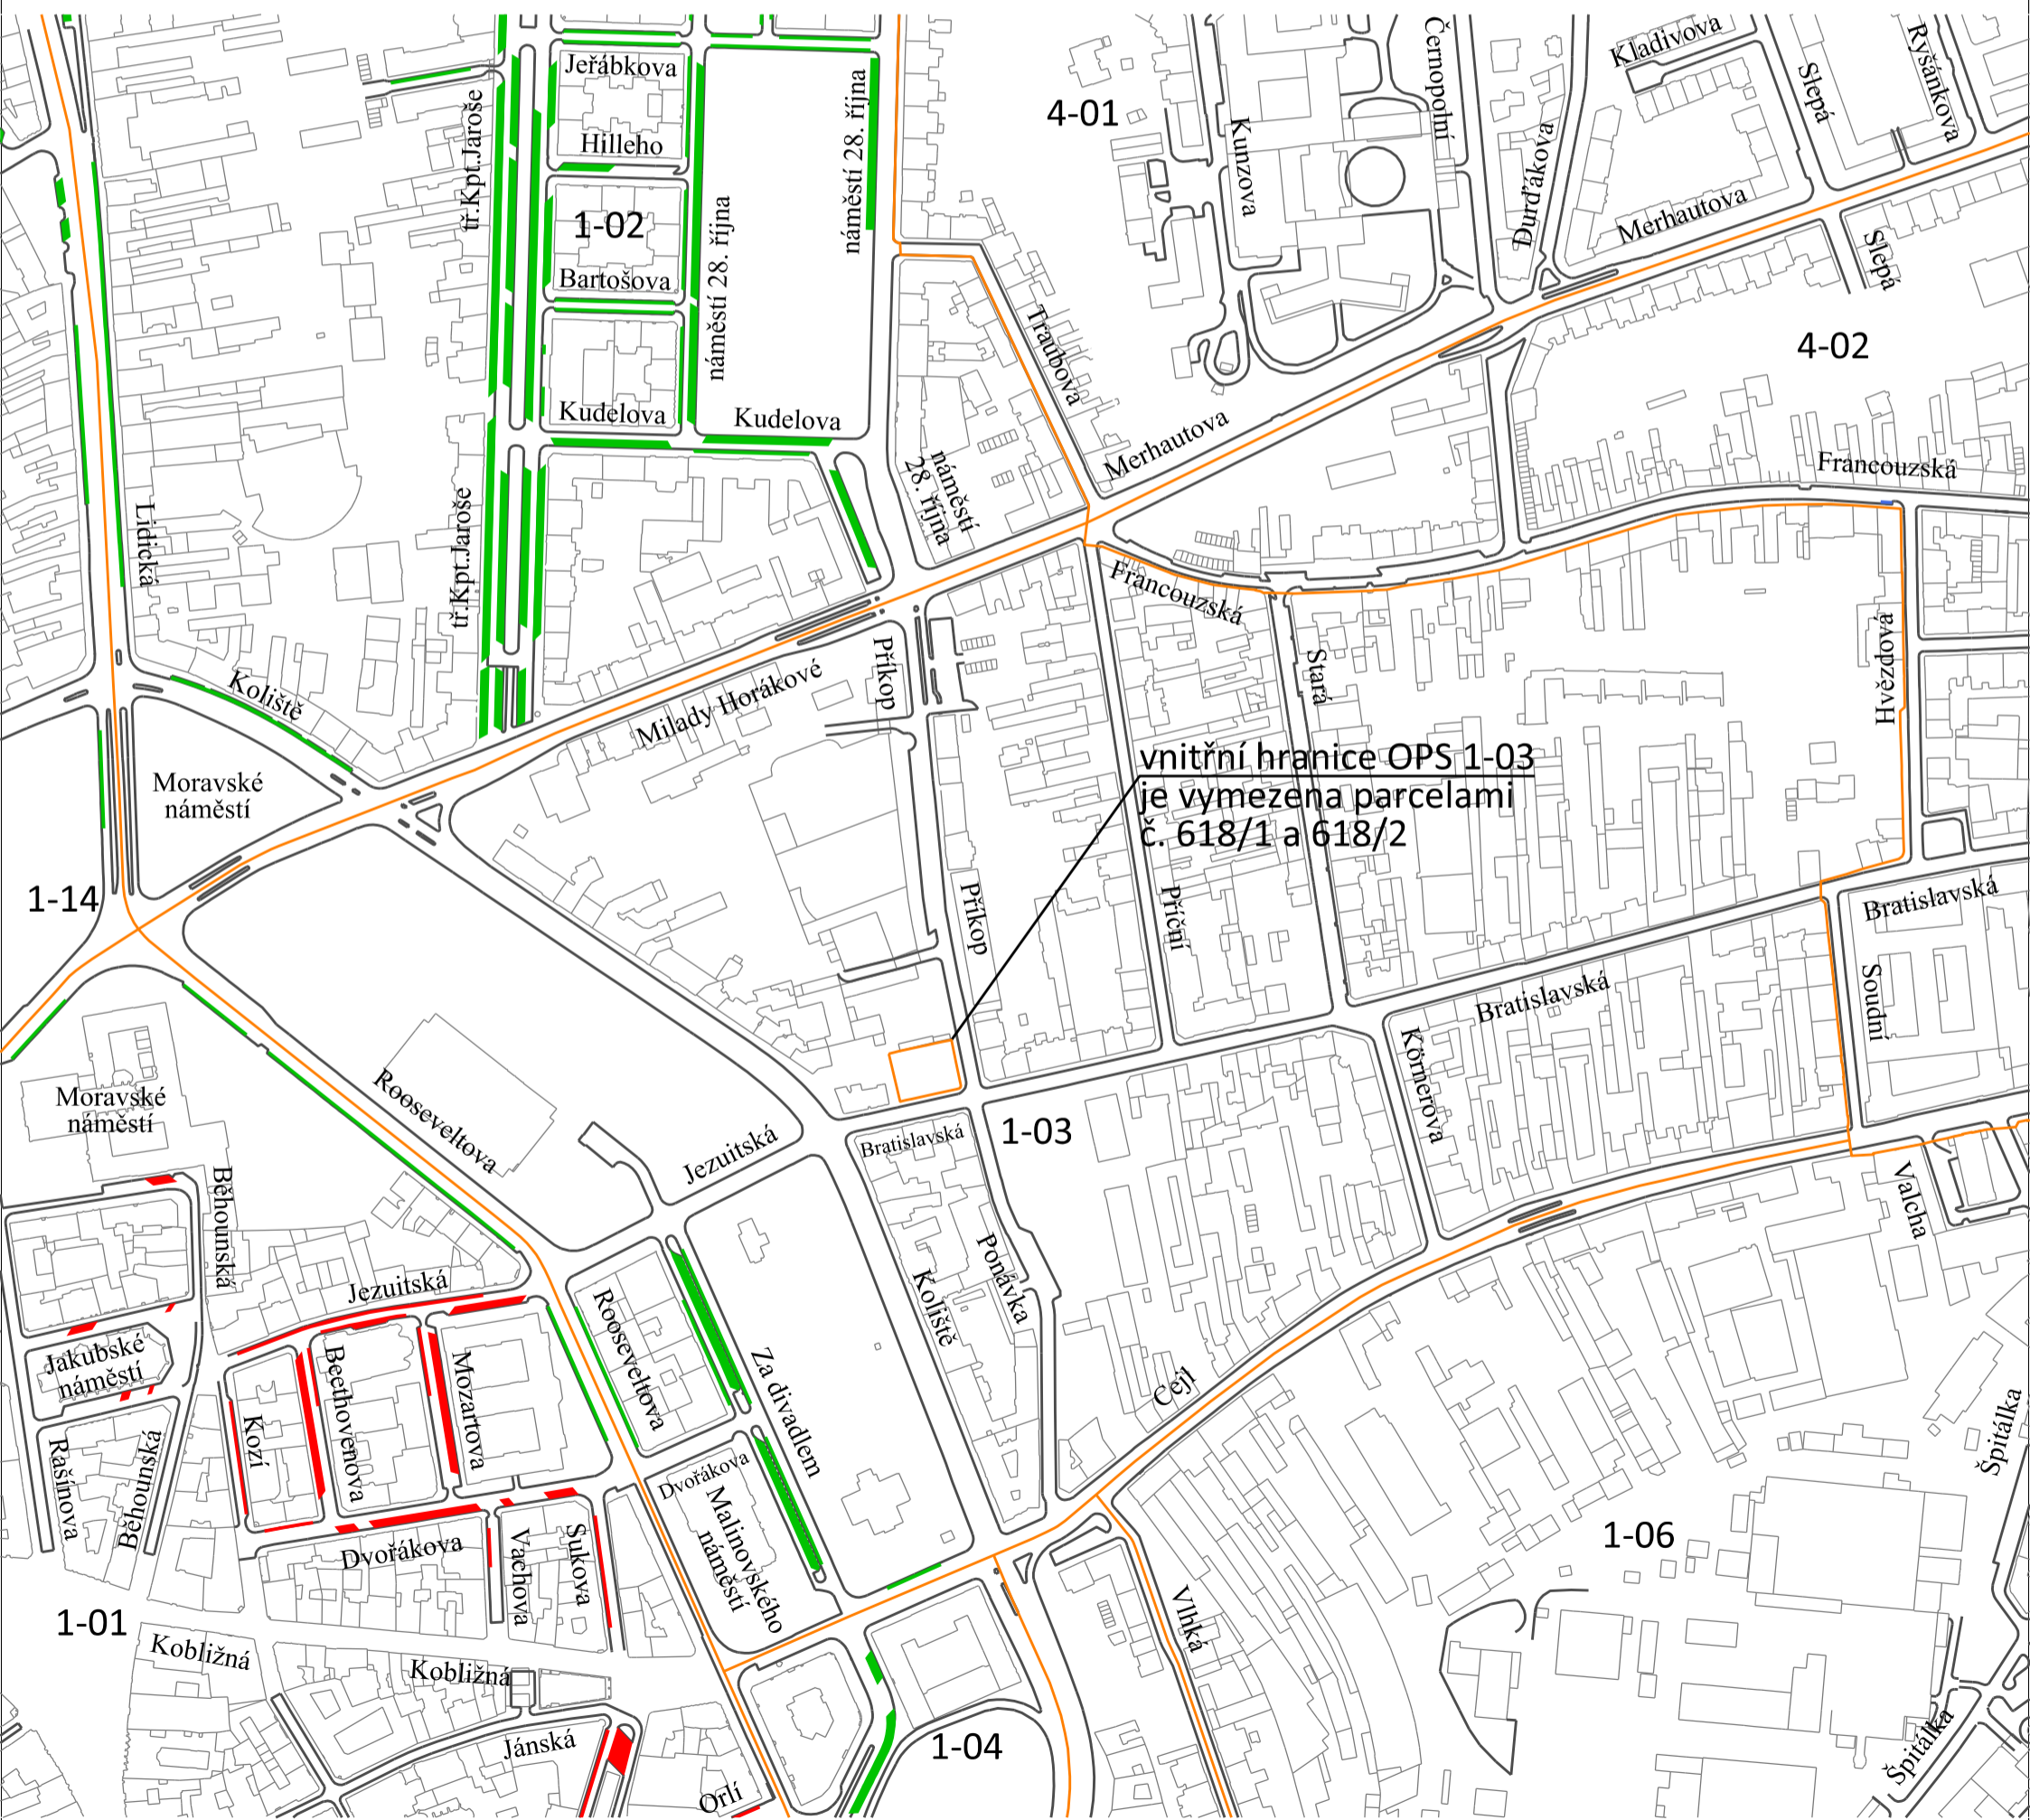 Jeřábkova
Hilleho
1-02
Bartošova
Kudelova
Kudelova
tř.Kpt.Jaroše
tř.Kpt.Jaroše
náměstí 28. října
náměstí 28. října
náměstí
28. října
4-01
Kunzova
Černopolní
Durďákova
Kladivova
Slepá
Ryšánkova
Merhautova
Slepá
4-02
Traubova
Merhautova
Francouzská
Francouzská
Lidická
Koliště
Milady Horákové
Příkop
Stará
Hvězdová
Moravské
náměstí
vnitřní hranice OPS 1-03
je vymezena parcelami
č. 618/1 a 618/2
1-14
Příkop
Příční
Bratislavská
Bratislavská
Soudní
Körnerova
Moravské
náměstí
Rooseveltova
Jezuitská
Bratislavská
1-03
Běhounská
Valcha
Jezuitská
Rooseveltova
Koliště
Ponávka
Jakubské
náměstí
Beethovenova
Mozartova
Za divadlem
Cejl
Kozí
Rašínova
Běhounská
Dvořákova
Malinovského
náměstí
Špitálka
Dvořákova
Vachova
Sukova
1-06
Vlhká
1-01
Kobližná
Kobližná
Jánská
Orlí
1-04
Špitálka